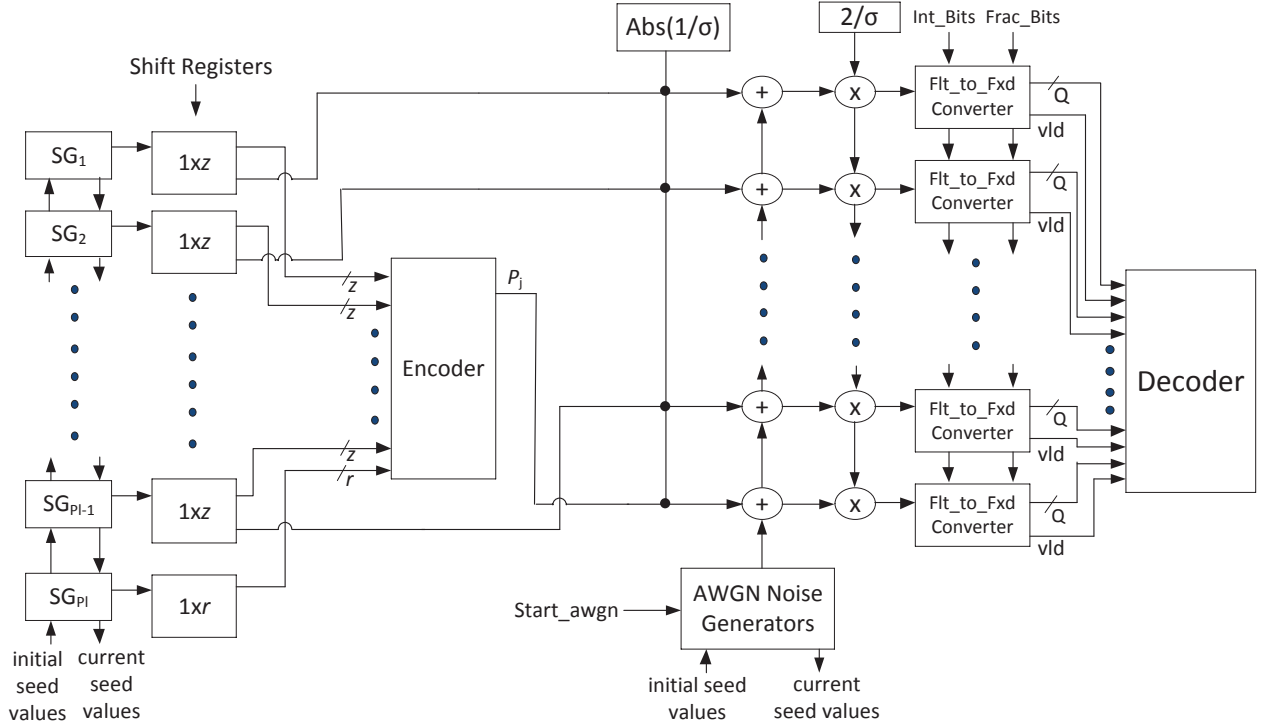 Abs(1/σ)
2/σ
Int_Bits Frac_Bits
Shift Registers
SG1
1xz
+
x
Flt_to_Fxd
Converter
Q
vld
SG2
1xz
+
x
Flt_to_Fxd
Converter
Q
vld
z
z
Pj
Encoder
Decoder
z
r
+
x
Flt_to_Fxd
Converter
Q
vld
SGPl-1
1xz
+
x
Flt_to_Fxd
Converter
Q
vld
SGPl
1xr
Start_awgn
AWGN Noise
Generators
initial
seed
values
current
seed
values
initial seed
values
current
seed values